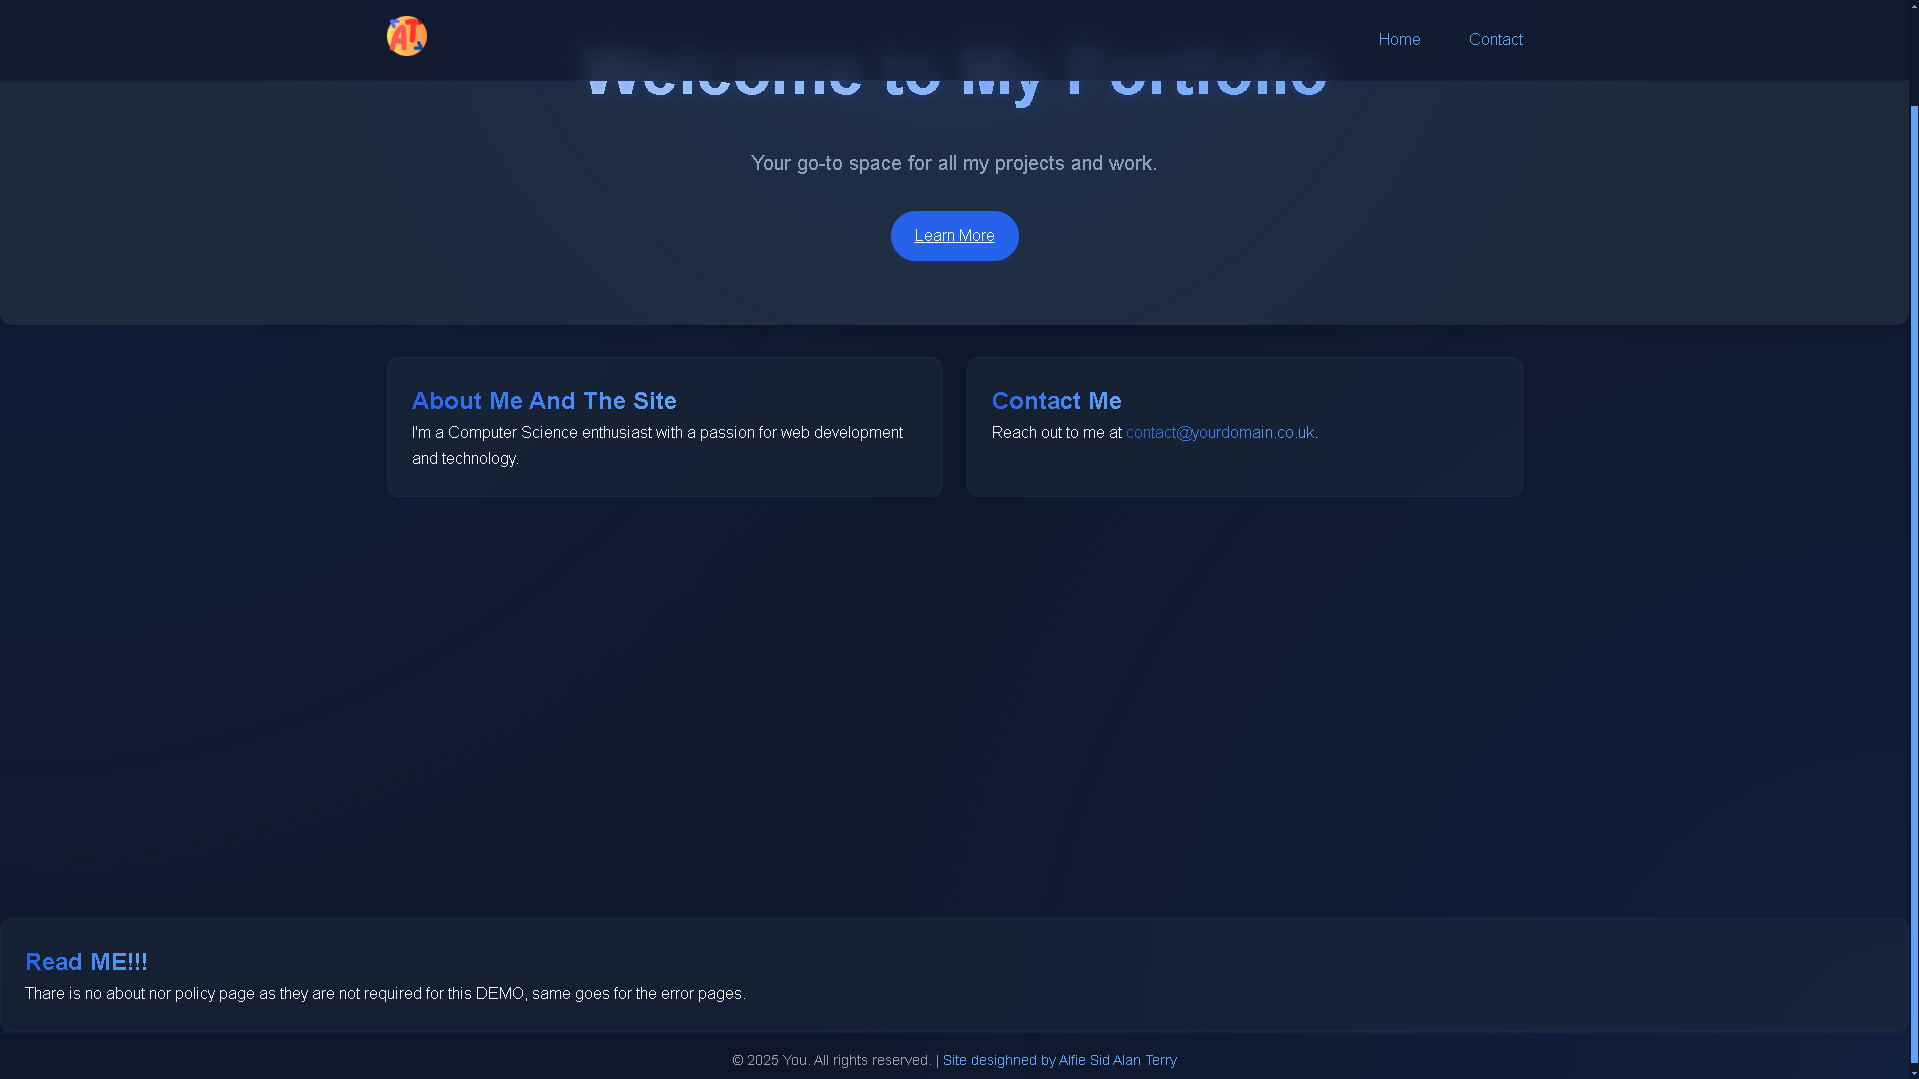 AT
Home
Contact
Welcome to My Portfolio
Your go-to space for all my projects and work.
Learn More
About Me And The Site
I'm a Computer Science enthusiast with a passion for web development
and technology.
Contact Me
Reach out to me at contact@yourdomain.co.uk.
Read ME!!!
Thare is no about nor policy page as they are not required for this DEMO, same goes for the error pages.
© 2025 You. All rights reserved. | Site desighned by Alfie Sid Alan Terry